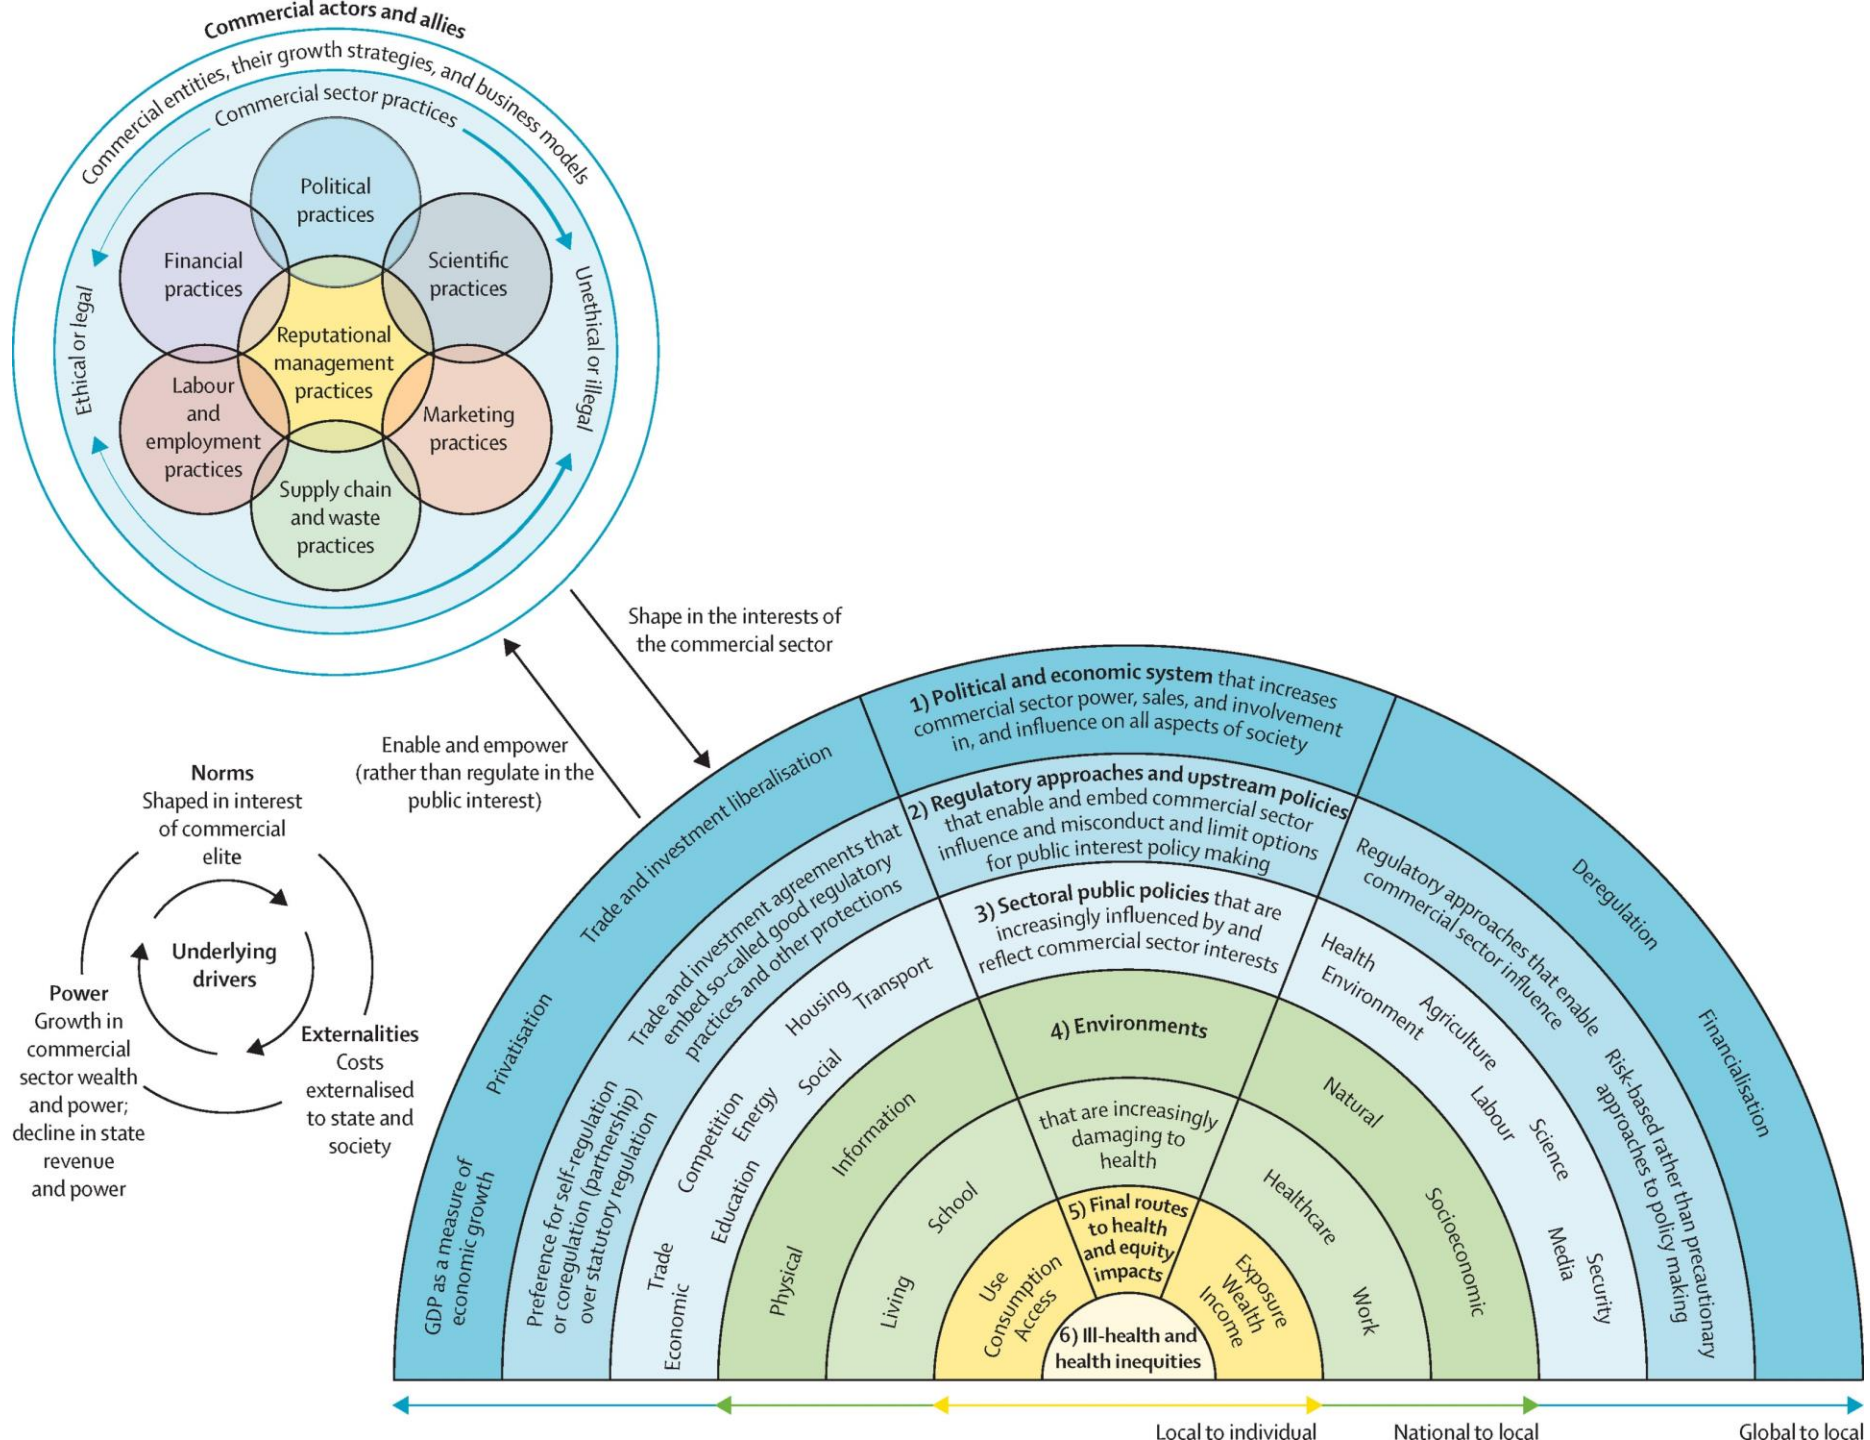 Commercial actors and allies
Commercial entities, their growth strategies, and business models
Commercial sector practices
Ethical or legal
Unethical or illegal
Political
practices
Financial
practices
Scientific
practices
Reputational
management
practices
Labour
and
employment
practices
Marketing
practices
Supply chain
and waste
practices
Shape in the interests of
the commercial sector
Enable and empower
(rather than regulate in the
public interest)
Norms
Shaped in interest
of commercial
elite
Underlying
drivers
Power
Growth in
commercial
sector wealth
and power;
decline in state
revenue
and power
Externalities
Costs
externalised
to state and
society
1) Political and economic system that increases
commercial sector power, sales, and involvement
in, and influence on all aspects of society
GDP as a measure of
economic growth
Privatisation
Trade and investment liberalisation
Deregulation
Financialisation
2) Regulatory approaches and upstream policies
that enable and embed commercial sector
influence and misconduct and limit options
for public interest policy making
Preference for self-regulation
or coregulation (partnership)
over statutory regulation
Trade and investment agreements that
embed so-called good regulatory
practices and other protections
Regulatory approaches that enable
commercial sector influence
Risk-based rather than precautionary
approaches to policy making
3) Sectoral public policies that are
increasingly influenced by and
reflect commercial sector interests
Economic
Trade
Education
Competition
Energy
Social
Housing
Transport
Health
Environment
Agriculture
Labour
Science
Media
Security
4) Environments
Physical
Information
Natural
Socioeconomic
that are increasingly
damaging to
health
Living
School
Healthcare
Work
5) Final routes
to health
and equity
impacts
Use
Consumption
Access
Exposure
Wealth
Income
6) Ill-health and
health inequities
Local to individual
National to local
Global to local